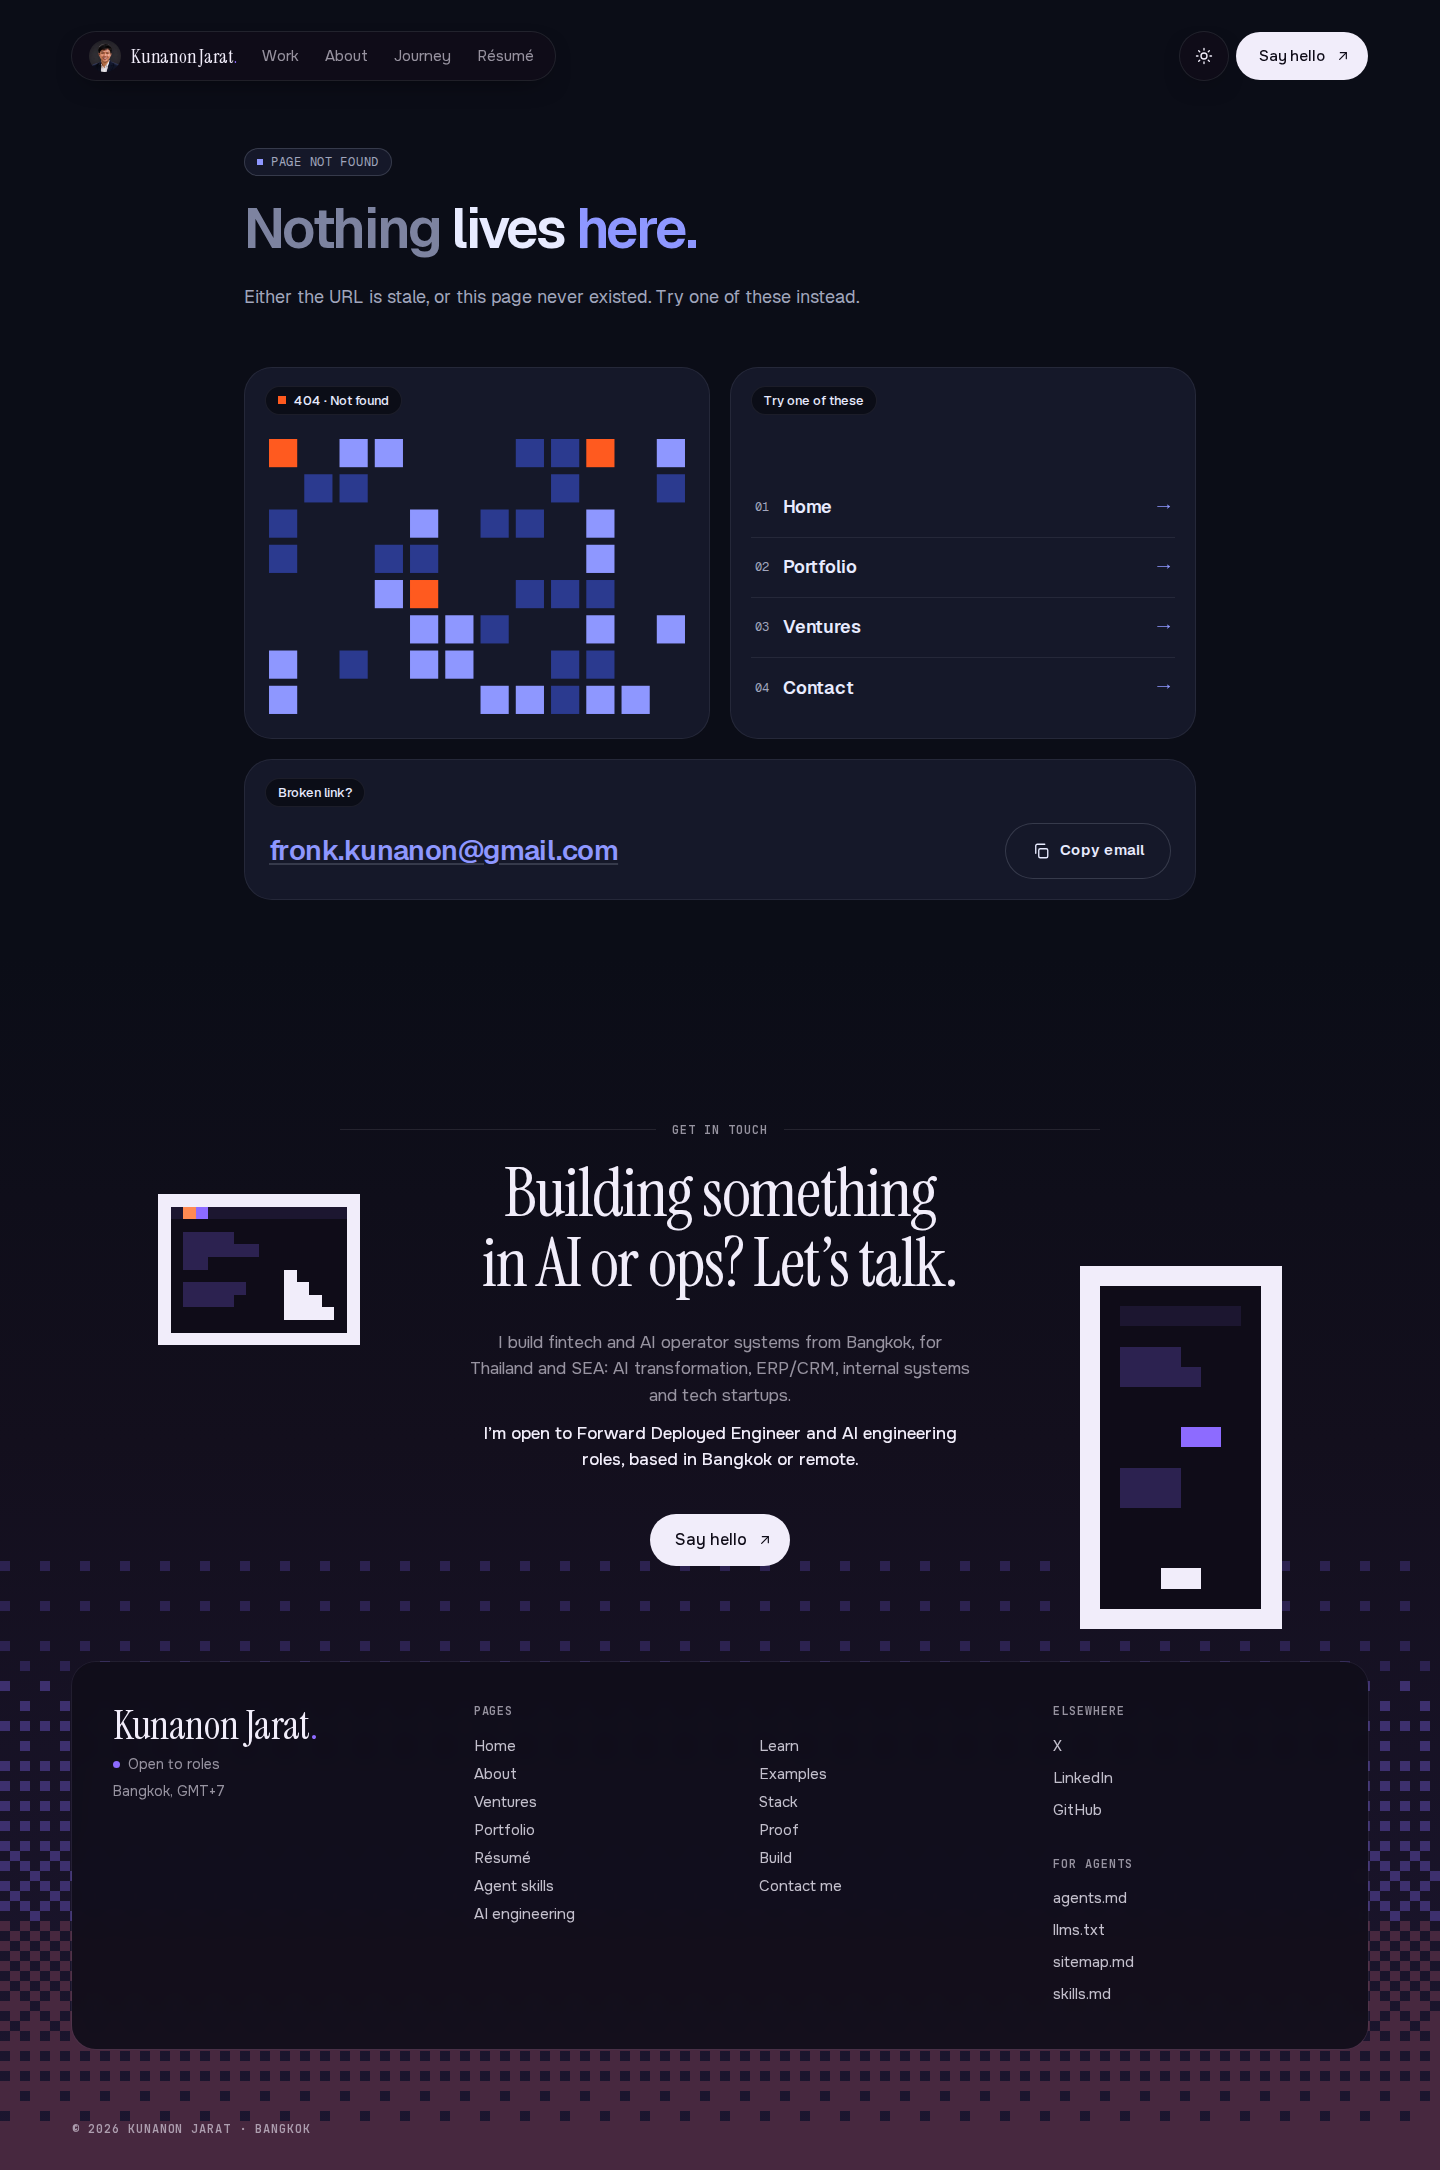 Kunanon Jarat. Work About Journey Résumé Say hello
PAGE NOT FOUND
Nothing lives here.
Either the URL is stale, or this page never existed. Try one of these instead.
404 · Not found
Try one of these
01 Home →
02 Portfolio →
03 Ventures →
04 Contact →
Broken link?
fronk.kunanon@gmail.com
Copy email
GET IN TOUCH
Building something
in AI or ops? Let’s talk.
I build fintech and AI operator systems from Bangkok, for
Thailand and SEA: AI transformation, ERP/CRM, internal systems
and tech startups.
I’m open to Forward Deployed Engineer and AI engineering
roles, based in Bangkok or remote.
Say hello
Kunanon Jarat.
Open to roles
Bangkok, GMT+7
PAGES
Home
About
Ventures
Portfolio
Résumé
Agent skills
AI engineering
Learn
Examples
Stack
Proof
Build
Contact me
ELSEWHERE
X
LinkedIn
GitHub
FOR AGENTS
agents.md
llms.txt
sitemap.md
skills.md
© 2026 KUNANON JARAT · BANGKOK